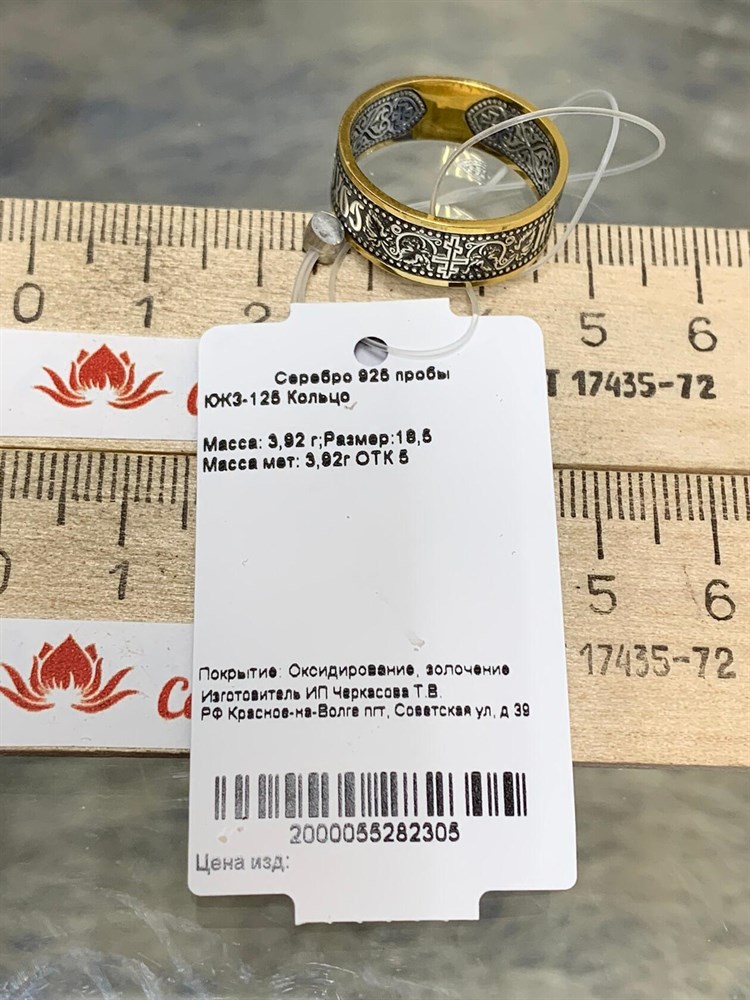 0 1 2 5 6
Т 17435-72
Серебро 925 пробы
ЮКЗ-125 Кольцо
Масса: 3,92 г;Размер:18,5
Масса мет: 3,92г ОТК 5
0 1 5 6
17435-72
Покрытие: Оксидирование, золочение
Изготовитель ИП Черкасова Т.В.
РФ Красное-на-Волге пгт, Советская ул, д 39
2000055282305
Цена изд: